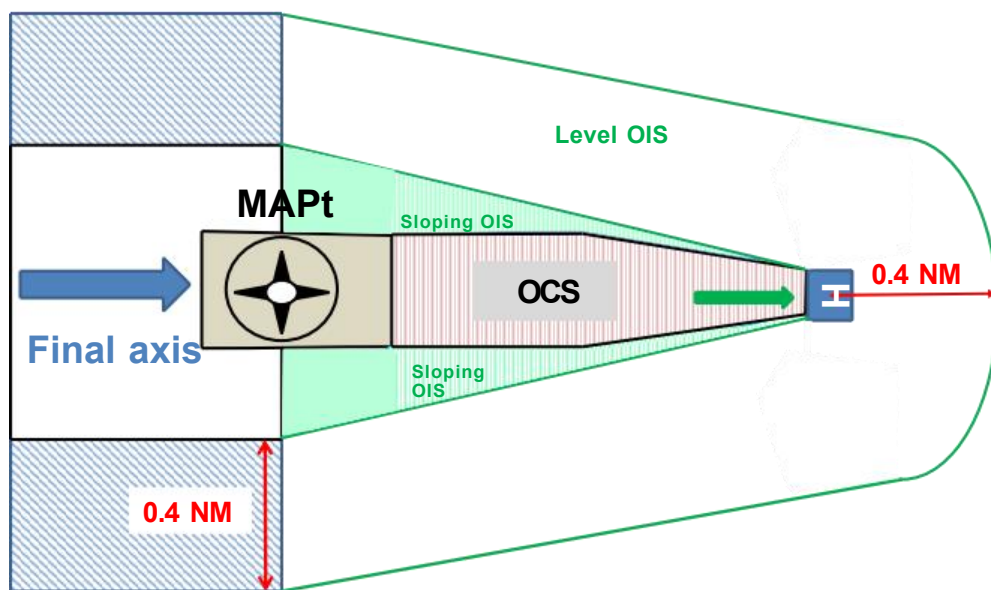 Level OIS
MAPt
Sloping OIS
OCS
H
0.4 NM
Final axis
Sloping
OIS
0.4 NM